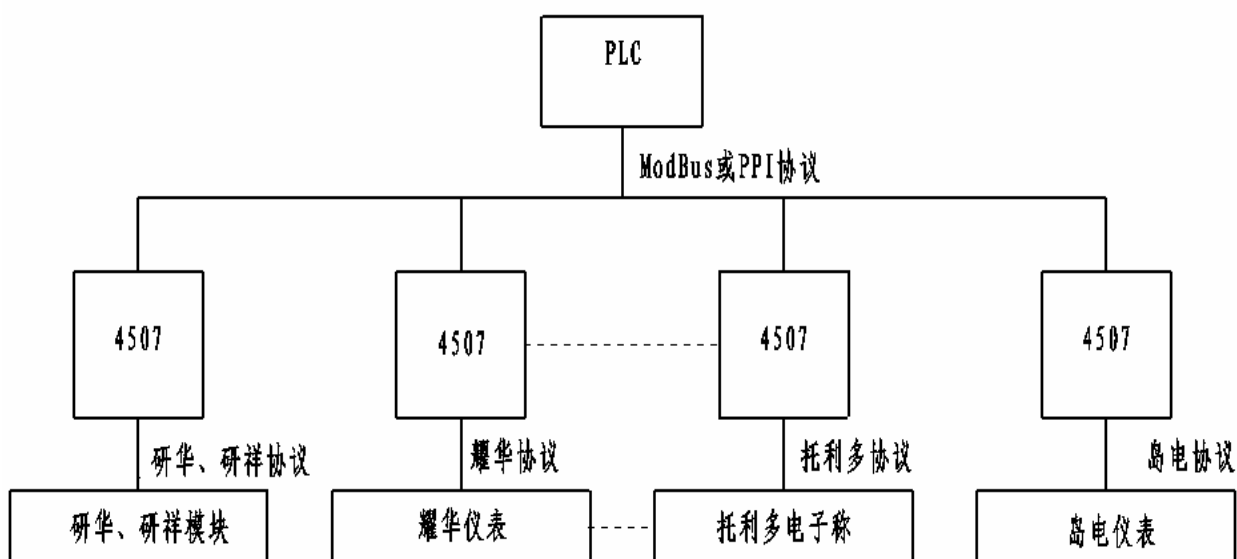 PLC
ModBus或PPI协议
4507
4507
4507
4507
研华、研祥协议
耀华协议
托利多协议
岛电协议
研华、研祥模块
耀华仪表
托利多电子称
岛电仪表